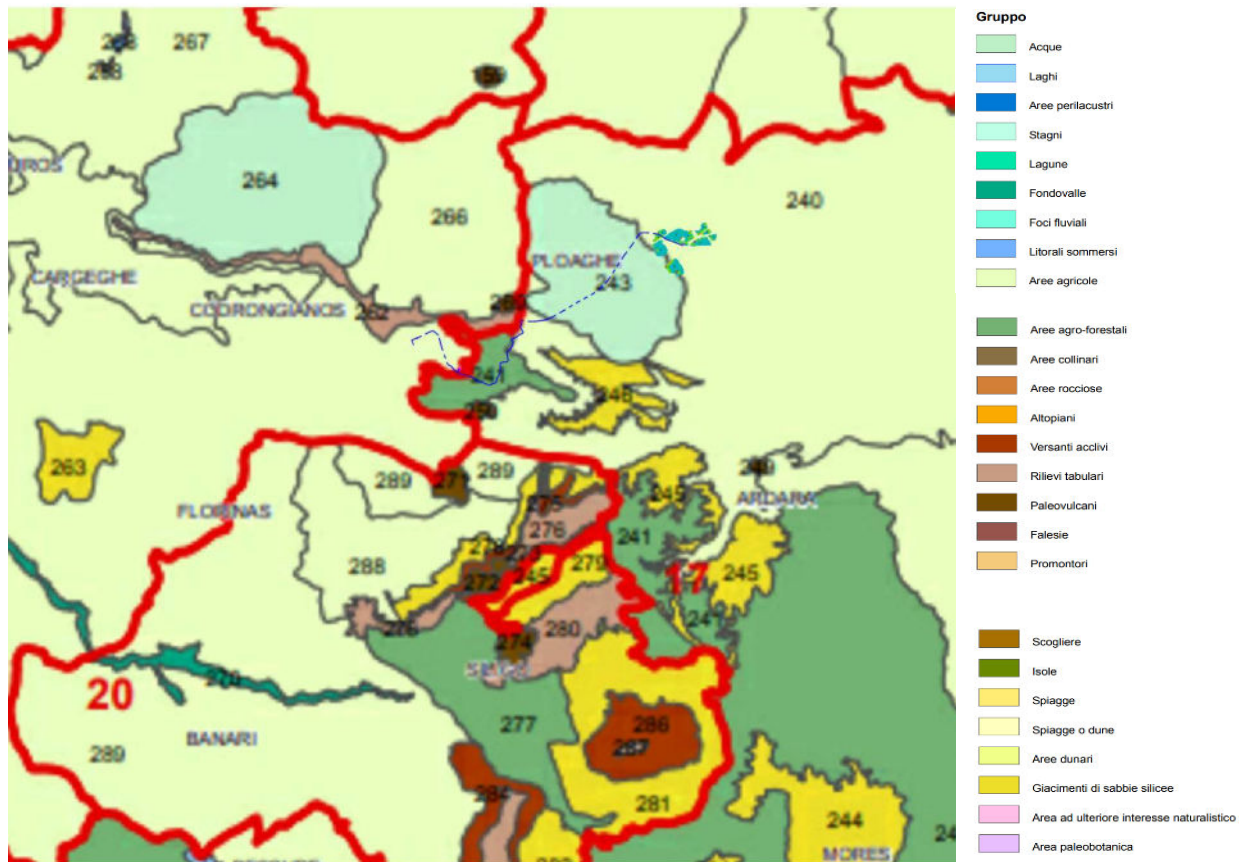 Gruppo
Acque
Laghi
Aree perilacustri
Stagni
Lagune
Fondovalle
Foci fluviali
Litorali sommersi
Aree agricole
Aree agro-forestali
Aree collinari
Aree rocciose
Altopiani
Versanti acclivi
Rilievi tabulari
Paleovulcani
Falesie
Promontori
Scogliere
Isole
Spiagge
Spiagge o dune
Aree dunari
Giacimenti di sabbie silicee
Area ad ulteriore interesse naturalistico
Area paleobotanica
267
264
266
240
PLOAGHE
243
CARGEGHE
CODRONGIANOS
262
241
246
263
289
271
289
FLORINAS
245
ARDARA
276
241
288
279
272
245
245
17
241
280
274
20
277
286
287
BANARI
289
284
281
244
MORES